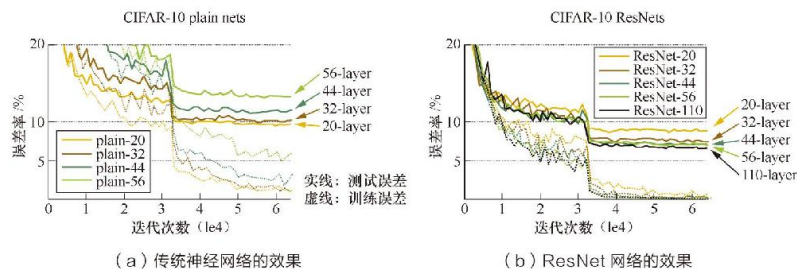 CIFAR-10 plain nets
20
10
5
误差率/%
56-layer
44-layer
32-layer
20-layer
plain-20
plain-32
plain-44
plain-56
实线：测试误差
虚线：训练误差
0 1 2 3 4 5 6
迭代次数（le4）
（a）传统神经网络的效果
CIFAR-10 ResNets
20
10
5
误差率/%
ResNet-20
ResNet-32
ResNet-44
ResNet-56
ResNet-110
20-layer
32-layer
44-layer
56-layer
110-layer
0 1 2 3 4 5 6
迭代次数（le4）
（b）ResNet 网络的效果